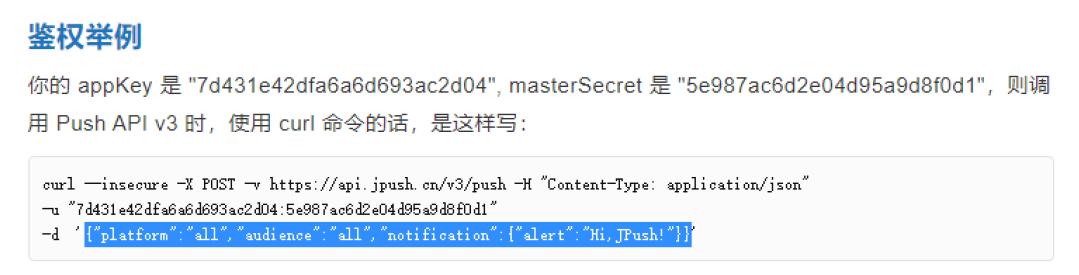 鉴权举例
你的 appKey 是 "7d431e42dfa6a6d693ac2d04", masterSecret 是 "5e987ac6d2e04d95a9d8f0d1"，则调
用 Push API v3 时，使用 curl 命令的话，是这样写：
curl --insecure -X POST -v https://api.jpush.cn/v3/push -H "Content-Type: application/json"
-u "7d431e42dfa6a6d693ac2d04:5e987ac6d2e04d95a9d8f0d1"
-d '{"platform":"all","audience":"all","notification":{"alert":"Hi,JPush!"}}'